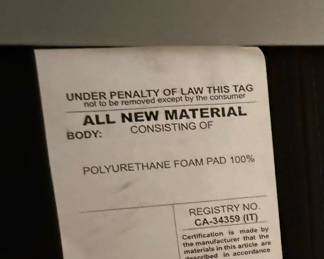 UNDER PENALTY OF LAW THIS TAG
not to be removed except by the consumer
ALL NEW MATERIAL
CONSISTING OF
BODY:
POLYURETHANE FOAM PAD 100%
REGISTRY NO.
CA-34359 (IT)
Certification is made by
the manufacturer that the
materials in this article are
described in accordance